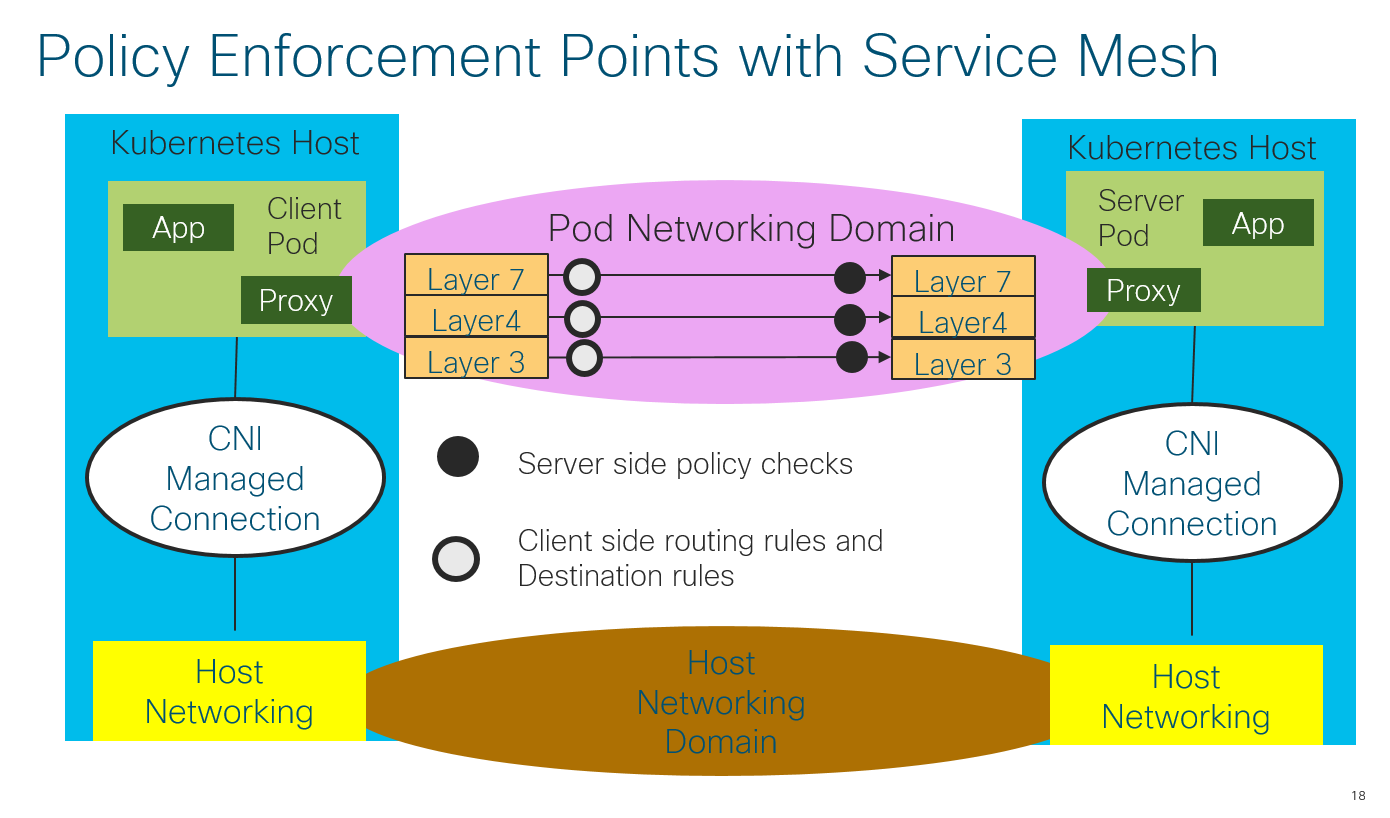 Policy Enforcement Points with Service Mesh
Kubernetes Host
App
Client
Pod
Proxy
CNI
Managed
Connection
Host
Networking
Pod Networking Domain
Layer 7
Layer4
Layer 3
Layer 7
Layer4
Layer 3
Server side policy checks
Client side routing rules and
Destination rules
Host
Networking
Domain
Kubernetes Host
Server
Pod
App
Proxy
CNI
Managed
Connection
Host
Networking
18